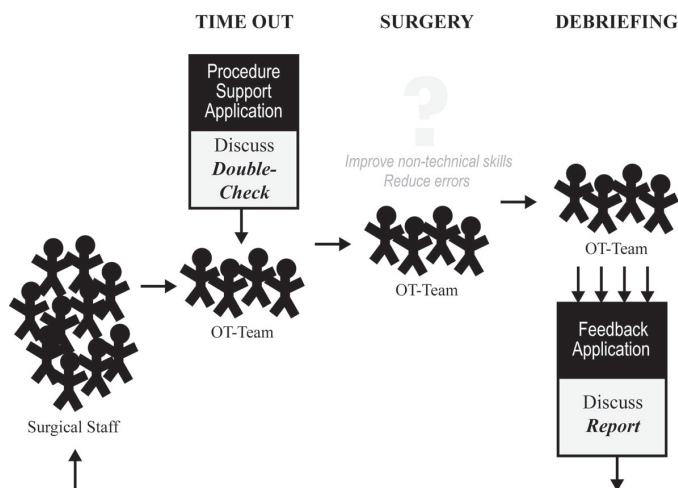 TIME OUT
SURGERY
DEBRIEFING
Procedure
Support
Application
Discuss
Double-
Check
?
Improve non-technical skills
Reduce errors
OT-Team
OT-Team
OT-Team
Surgical Staff
Feedback
Application
Discuss
Report